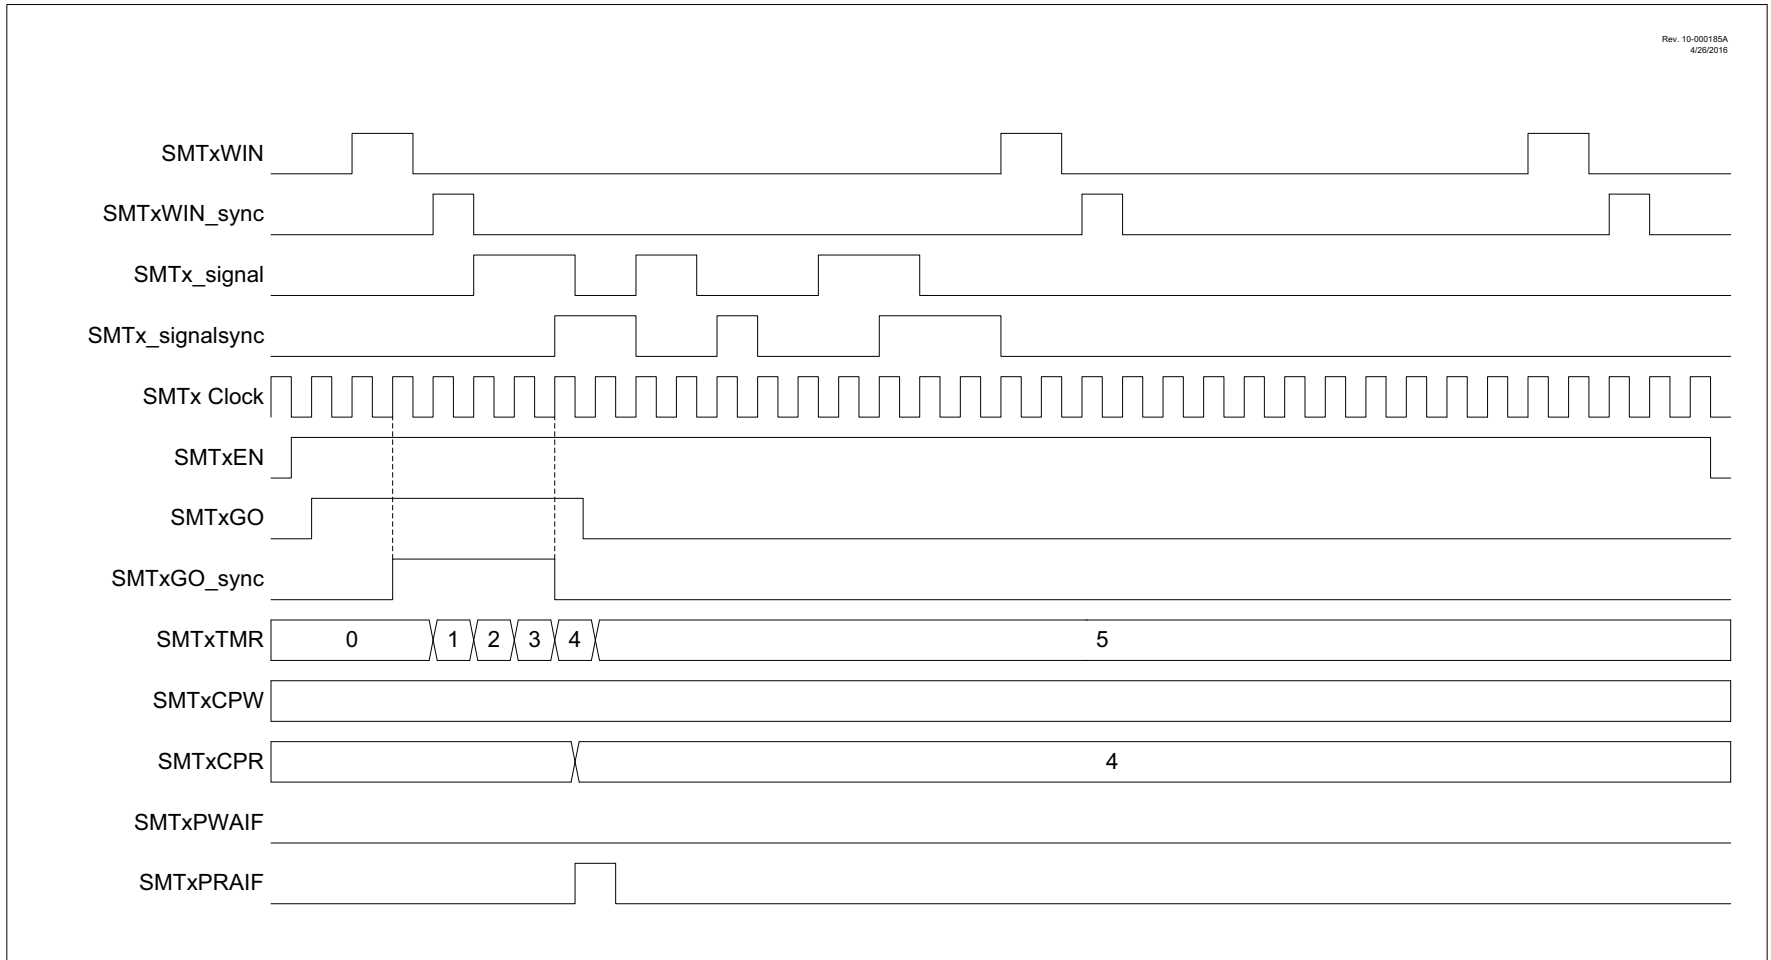 Rev. 10-000185A
4/26/2016
SMTxWIN
SMTxWIN_sync
SMTx_signal
SMTx_signalsync
SMTx Clock
SMTxEN
SMTxGO
SMTxGO_sync
SMTxTMR 0 1 2 3 4 5
SMTxCPW
SMTxCPR 4
SMTxPWAIF
SMTxPRAIF